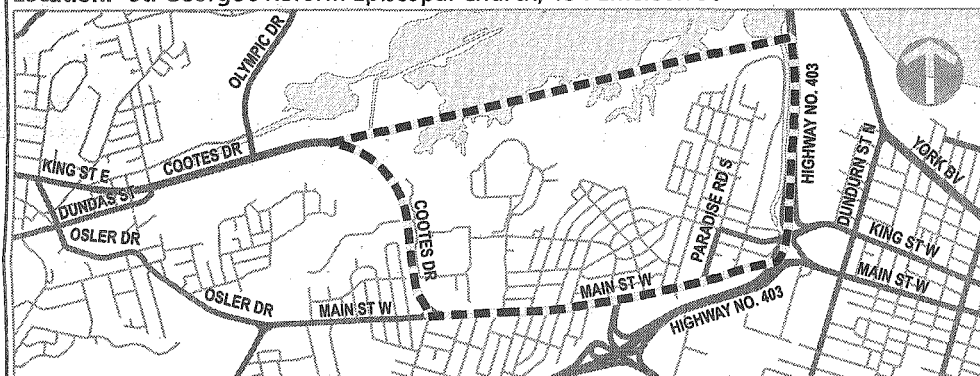 OLYMPIC DR
HIGHWAY NO. 403
DUNDURN ST N
YORK BV
COOTES DR
KING ST E
DUNDAS ST
PARADISE RD S
OSLER DR
COOTES DR
KING ST W
MAIN ST W
OSLER DR
MAIN ST W
MAIN ST W
HIGHWAY NO. 403